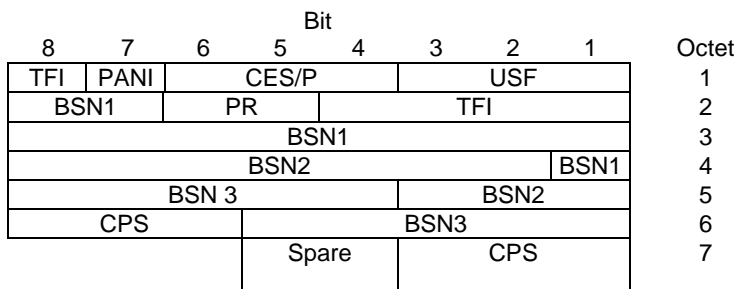 Bit
8 7 6 5 4 3 2 1 Octet
TFI PANI CES/P USF 1
BSN1 PR TFI 2
BSN1 3
BSN2 BSN1 4
BSN 3 BSN2 5
CPS BSN3 6
Spare CPS 7